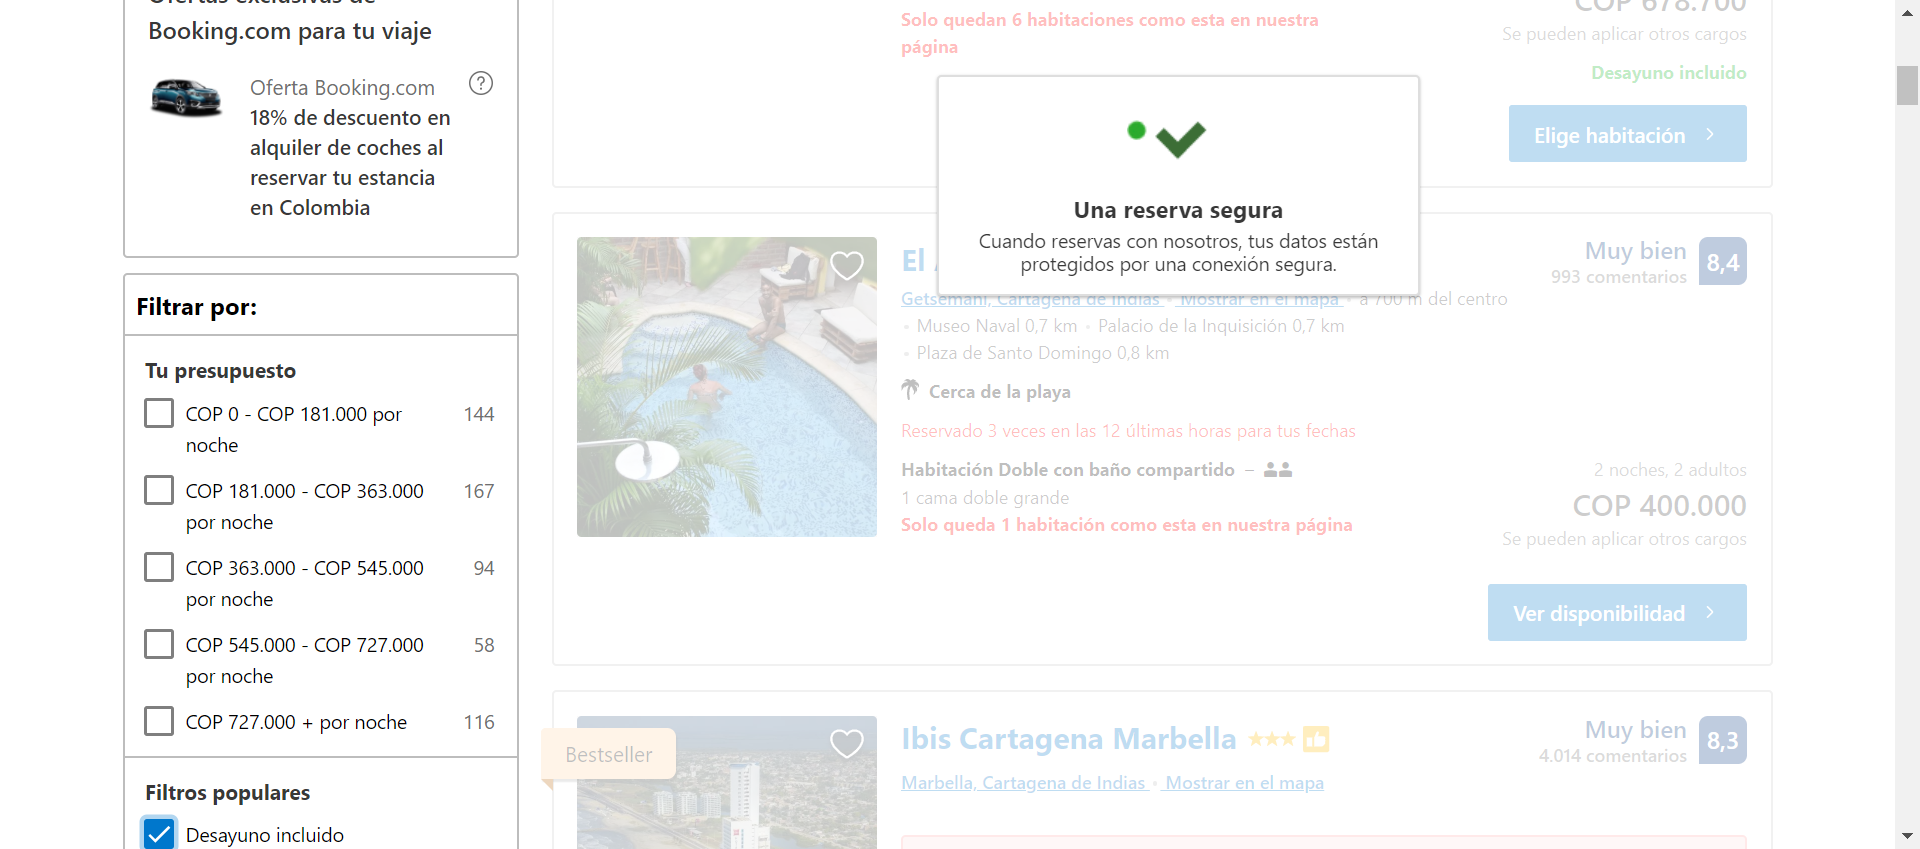 Ofertas exclusivas de
Booking.com para tu viaje
Oferta Booking.com
18% de descuento en
alquiler de coches al
reservar tu estancia
en Colombia
Filtrar por:
Tu presupuesto
COP 0 - COP 181.000 por
noche
144
COP 181.000 - COP 363.000
por noche
167
COP 363.000 - COP 545.000
por noche
94
COP 545.000 - COP 727.000
por noche
58
COP 727.000 + por noche
116
Filtros populares
Desayuno incluido
Solo quedan 6 habitaciones como esta en nuestra
página
COP 678.700
Se pueden aplicar otros cargos
Desayuno incluido
Elige habitación
Una reserva segura
Cuando reservas con nosotros, tus datos están
protegidos por una conexión segura.
El
Muy bien
993 comentarios
8,4
Getsemaní, Cartagena de Indias • Mostrar en el mapa • a 700 m del centro
• Museo Naval 0,7 km • Palacio de la Inquisición 0,7 km
• Plaza de Santo Domingo 0,8 km
Cerca de la playa
Reservado 3 veces en las 12 últimas horas para tus fechas
Habitación Doble con baño compartido –
1 cama doble grande
Solo queda 1 habitación como esta en nuestra página
2 noches, 2 adultos
COP 400.000
Se pueden aplicar otros cargos
Ver disponibilidad
Bestseller
Ibis Cartagena Marbella
Muy bien
4.014 comentarios
8,3
Marbella, Cartagena de Indias • Mostrar en el mapa